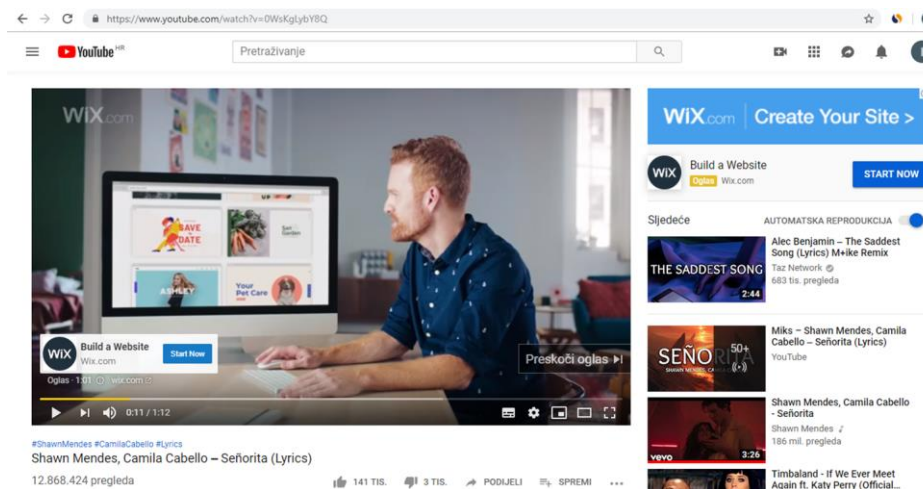 https://www.youtube.com/watch?v=0WsKgLybY8Q
YouTube HR
Pretraživanje
WiX.com
SAVE
DATE
ASHLEY
Your
Pet Care
WiX
Build a Website
Wix.com
Start Now
Oglas · 1:01
wix.com
Preskoči oglas
0:11 / 1:12
#ShawnMendes #CamilaCabello #Lyrics
Shawn Mendes, Camila Cabello – Señorita (Lyrics)
12.868.424 pregleda
141 TIS.
3 TIS.
PODIJELI
SPREMI
WiX.com | Create Your Site >
WiX
Build a Website
Oglas Wix.com
START NOW
Sljedeće
AUTOMATSKA REPRODUKCIJA
THE SADDEST SONG
2:44
Alec Benjamin – The Saddest
Song (Lyrics) M+ike Remix
Taz Network
683 tis. pregleda
SEÑORITA
50+
Miks – Shawn Mendes, Camila
Cabello – Señorita (Lyrics)
YouTube
vevo
3:26
Shawn Mendes, Camila Cabello
- Señorita
Shawn Mendes
186 mil. pregleda
Timbaland - If We Ever Meet
Again ft. Katy Perry (Official...